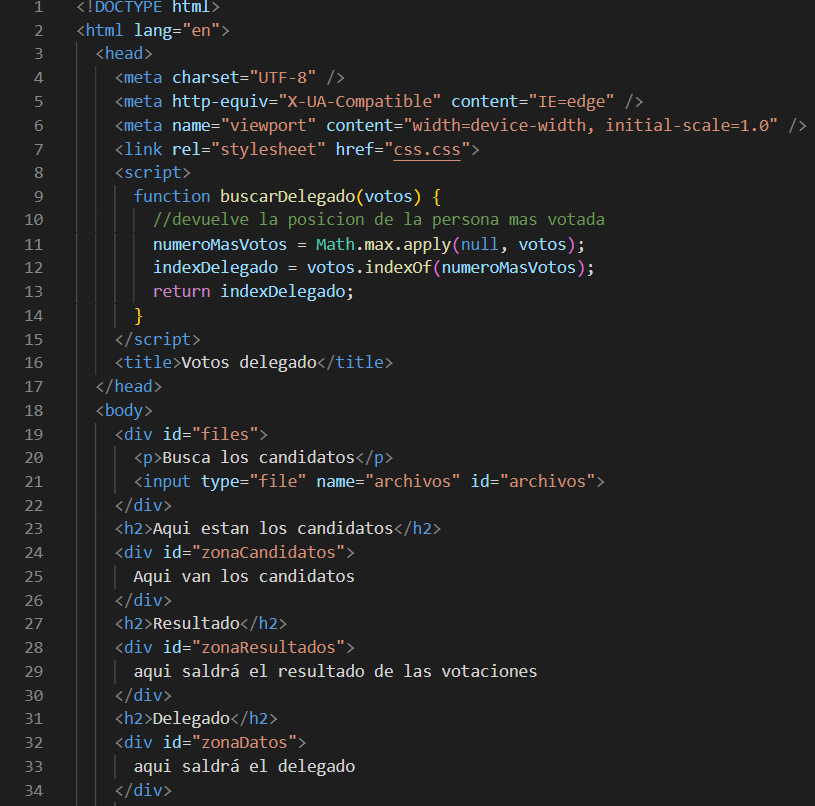 1 <!DOCTYPE html>
2 <html lang="en">
3 <head>
4 <meta charset="UTF-8" />
5 <meta http-equiv="X-UA-Compatible" content="IE=edge" />
6 <meta name="viewport" content="width=device-width, initial-scale=1.0" />
7 <link rel="stylesheet" href="css.css">
8 <script>
9 function buscarDelegado(votos) {
10 //devuelve la posicion de la persona mas votada
11 numeroMasVotos = Math.max.apply(null, votos);
12 indexDelegado = votos.indexOf(numeroMasVotos);
13 return indexDelegado;
14 }
15 </script>
16 <title>Votos delegado</title>
17 </head>
18 <body>
19 <div id="files">
20 <p>Busca los candidatos</p>
21 <input type="file" name="archivos" id="archivos">
22 </div>
23 <h2>Aqui estan los candidatos</h2>
24 <div id="zonaCandidatos">
25 Aqui van los candidatos
26 </div>
27 <h2>Resultado</h2>
28 <div id="zonaResultados">
29 aqui saldrá el resultado de las votaciones
30 </div>
31 <h2>Delegado</h2>
32 <div id="zonaDatos">
33 aqui saldrá el delegado
34 </div>